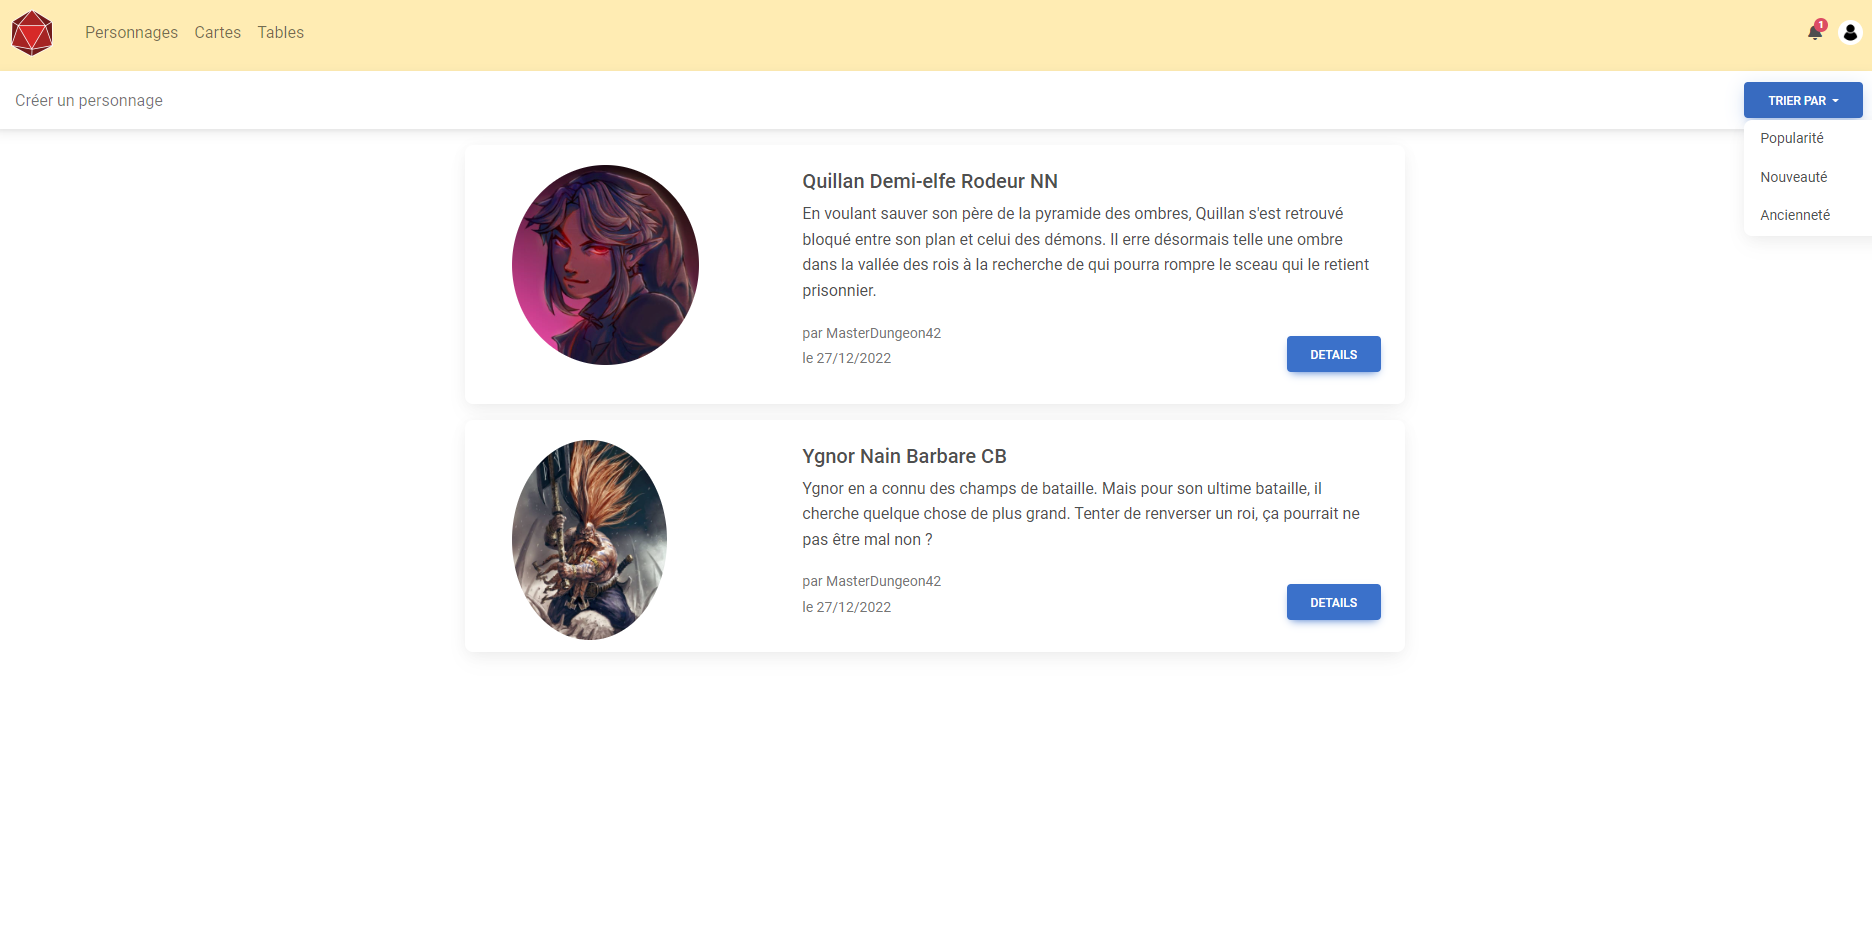 Personnages Cartes Tables
1
Créer un personnage
TRIER PAR
Popularité
Nouveauté
Ancienneté
Quillan Demi-elfe Rodeur NN
En voulant sauver son père de la pyramide des ombres, Quillan s'est retrouvé
bloqué entre son plan et celui des démons. Il erre désormais telle une ombre
dans la vallée des rois à la recherche de qui pourra rompre le sceau qui le retient
prisonnier.
par MasterDungeon42
le 27/12/2022
DETAILS
Ygnor Nain Barbare CB
Ygnor en a connu des champs de bataille. Mais pour son ultime bataille, il
cherche quelque chose de plus grand. Tenter de renverser un roi, ça pourrait ne
pas être mal non ?
par MasterDungeon42
le 27/12/2022
DETAILS